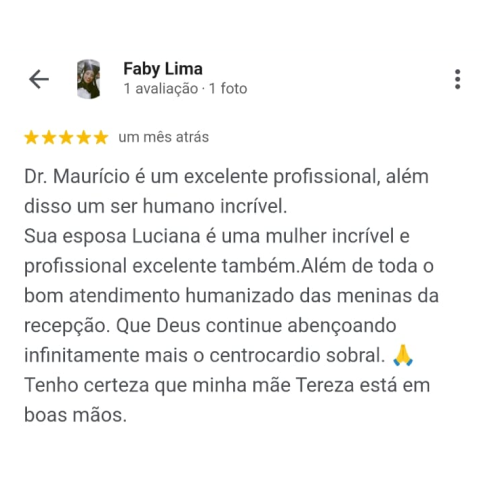 Faby Lima
1 avaliação · 1 foto
um mês atrás
Dr. Maurício é um excelente profissional, além
disso um ser humano incrível.
Sua esposa Luciana é uma mulher incrível e
profissional excelente também.Além de toda o
bom atendimento humanizado das meninas da
recepção. Que Deus continue abençoando
infinitamente mais o centrocardio sobral. 🙏
Tenho certeza que minha mãe Tereza está em
boas mãos.